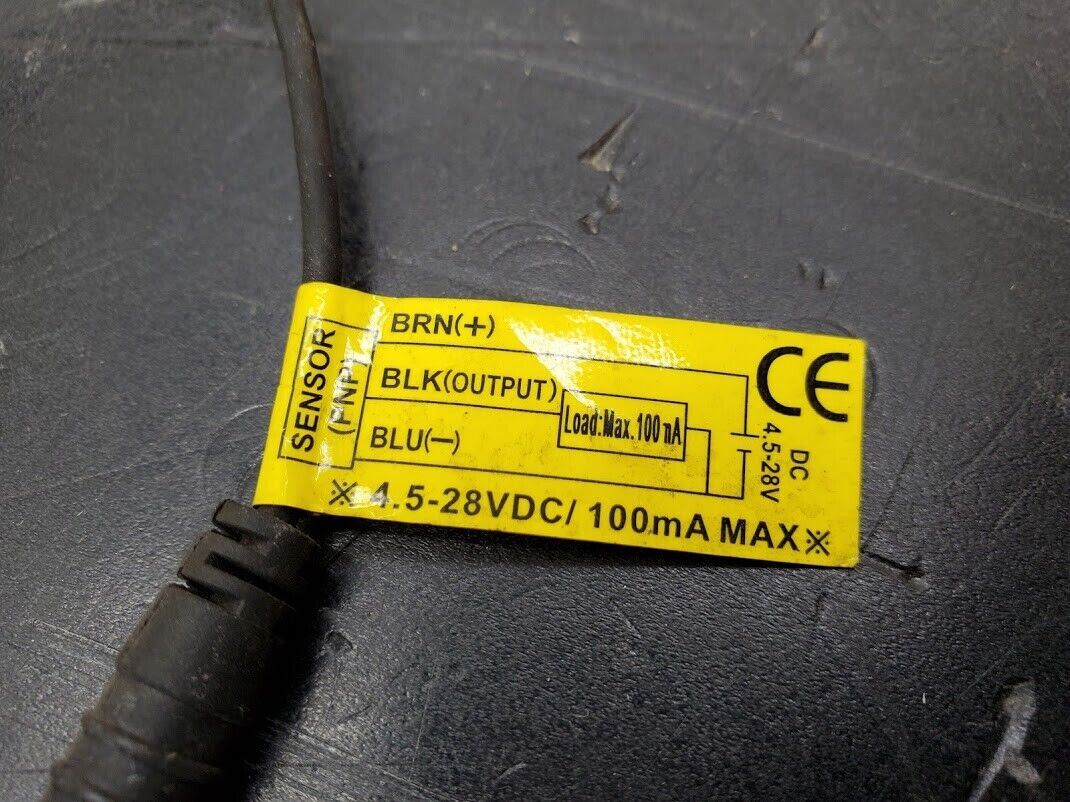 SENSOR
(PNP)
BRN(+)
BLK(OUTPUT)
BLU(—)
Load:Max.100mA
CE
DC
4.5-28V
※ 4.5-28VDC/ 100mA MAX※